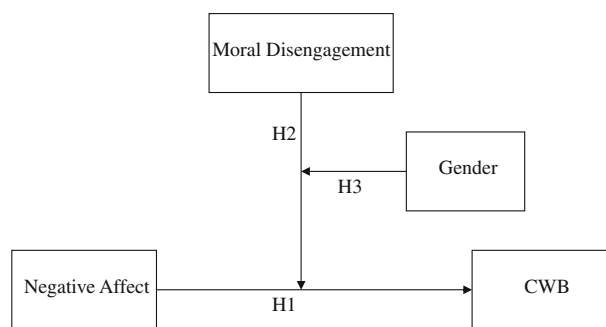 Moral Disengagement
H2
Gender
H3
Negative Affect
H1
CWB